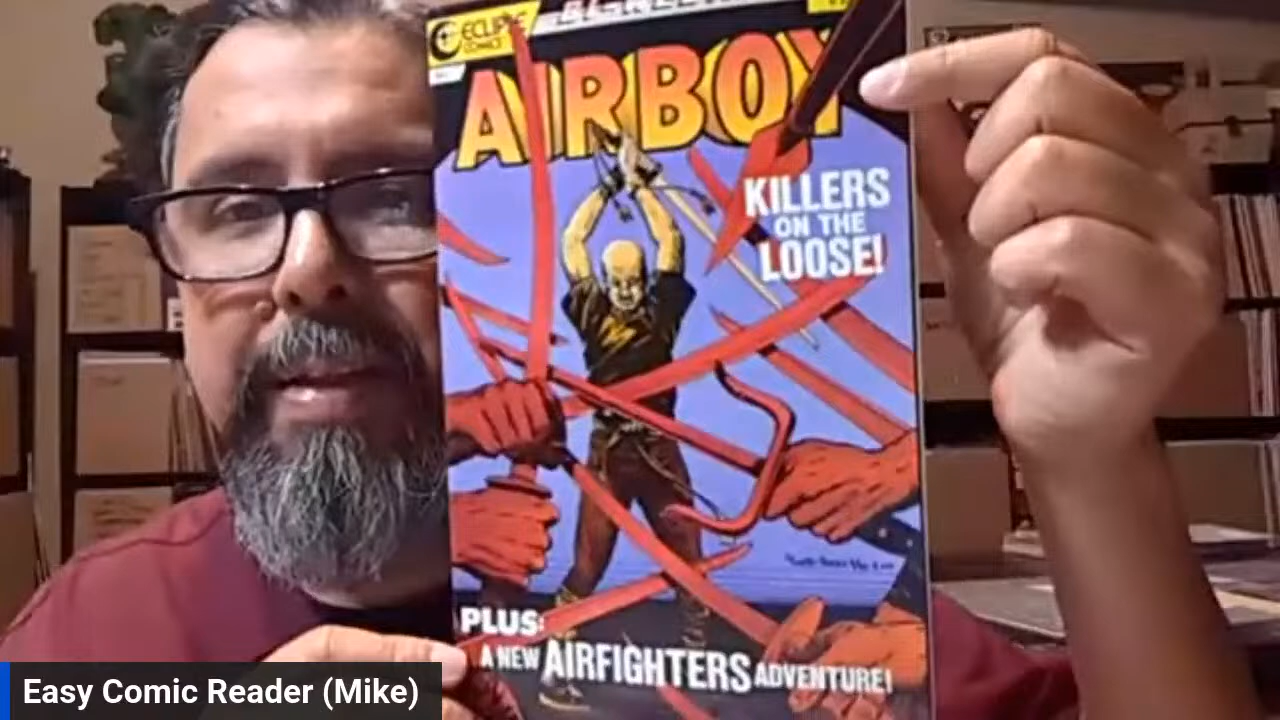 ECLIPSE
COMICS
AIRBOY
KILLERS
ON THE
LOOSE!
PLUS:
A NEW AIRFIGHTERS ADVENTURE!
Easy Comic Reader (Mike)